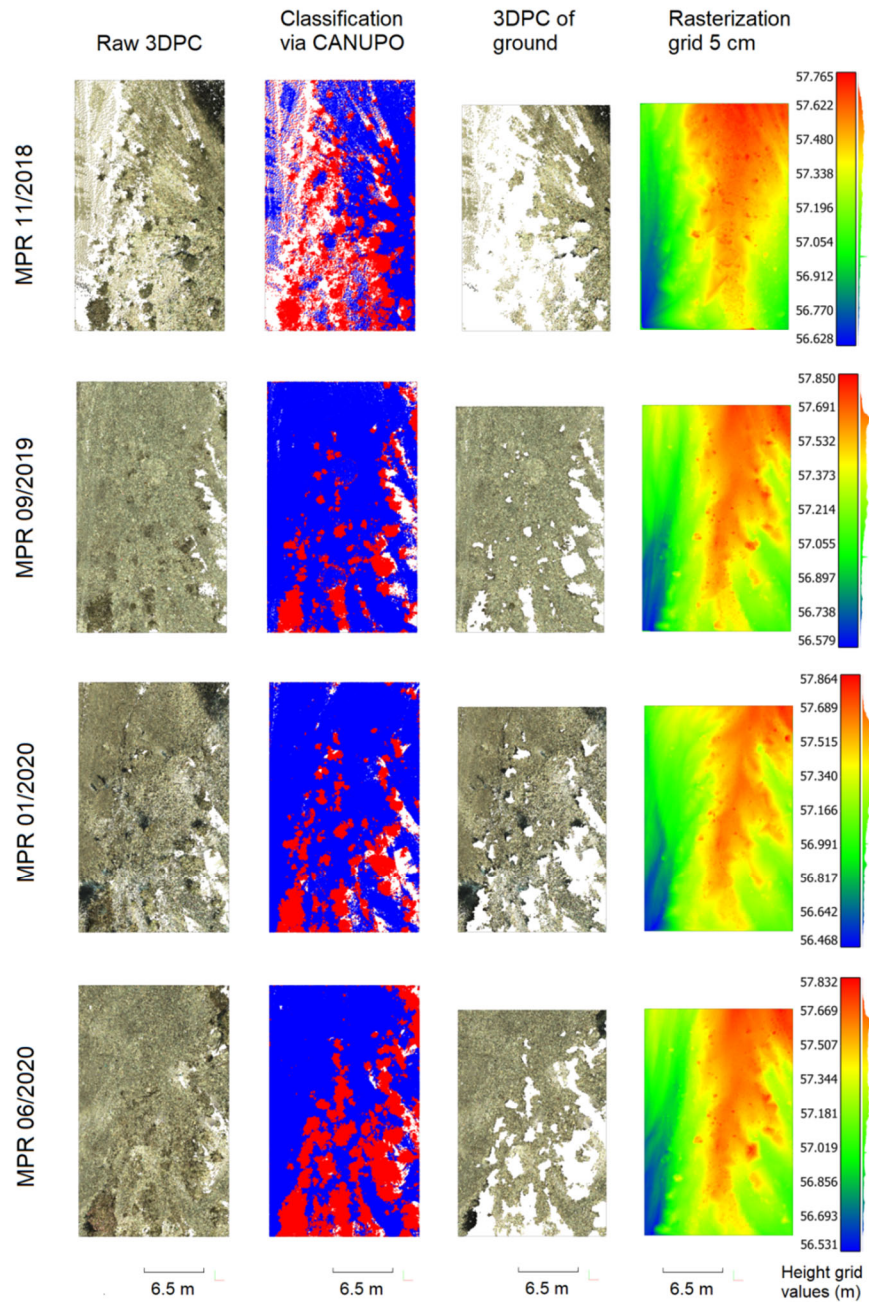 Raw 3DPC
Classification
via CANUPO
3DPC of
ground
Rasterization
grid 5 cm
MPR 11/2018
57.765
57.622
57.480
57.338
57.196
57.054
56.912
56.770
56.628
MPR 09/2019
57.850
57.691
57.532
57.373
57.214
57.055
56.897
56.738
56.579
MPR 01/2020
57.864
57.689
57.515
57.340
57.166
56.991
56.817
56.642
56.468
MPR 06/2020
57.832
57.669
57.507
57.344
57.181
57.019
56.856
56.693
56.531
6.5 m
6.5 m
6.5 m
6.5 m
Height grid
values (m)